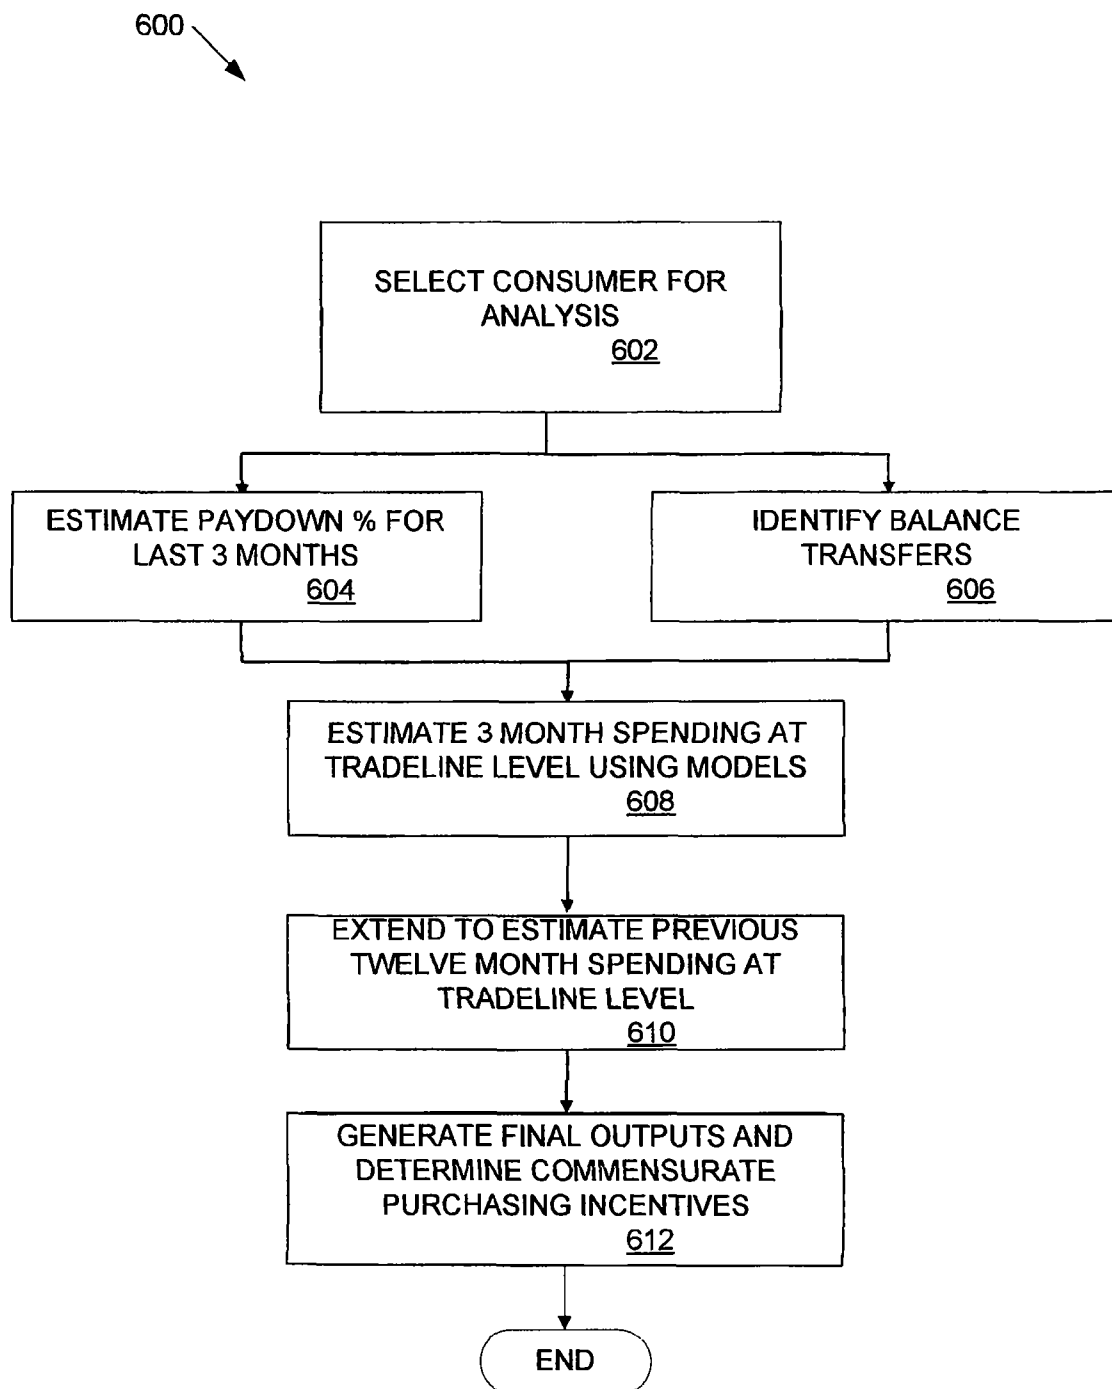 600
SELECT CONSUMER FOR
ANALYSIS
602
ESTIMATE PAYDOWN % FOR
LAST 3 MONTHS
604
IDENTIFY BALANCE
TRANSFERS
606
ESTIMATE 3 MONTH SPENDING AT
TRADELINE LEVEL USING MODELS
608
EXTEND TO ESTIMATE PREVIOUS
TWELVE MONTH SPENDING AT
TRADELINE LEVEL
610
GENERATE FINAL OUTPUTS AND
DETERMINE COMMENSURATE
PURCHASING INCENTIVES
612
END